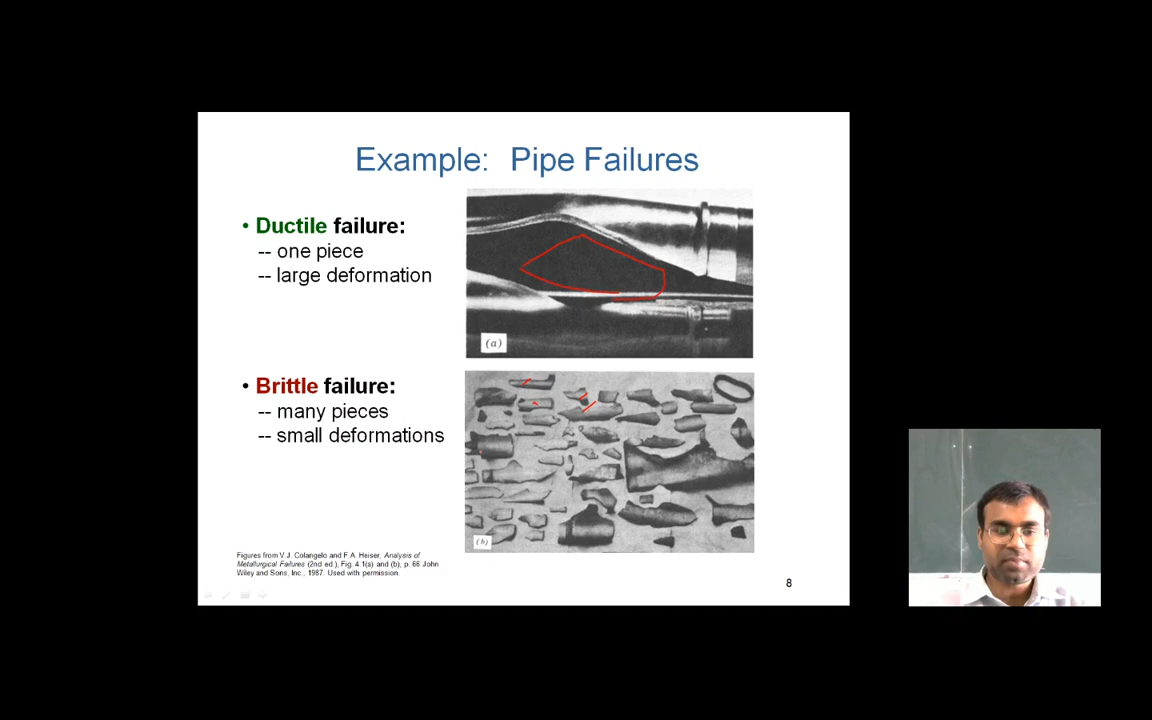 Example: Pipe Failures
• Ductile failure:
-- one piece
-- large deformation
(a)
• Brittle failure:
-- many pieces
-- small deformations
(b)
Figures from V.J. Colangelo and F.A. Heiser, Analysis of
Metallurgical Failures (2nd ed.), Fig. 4.1(a) and (b), p. 66 John
Wiley and Sons, Inc., 1987. Used with permission.
8